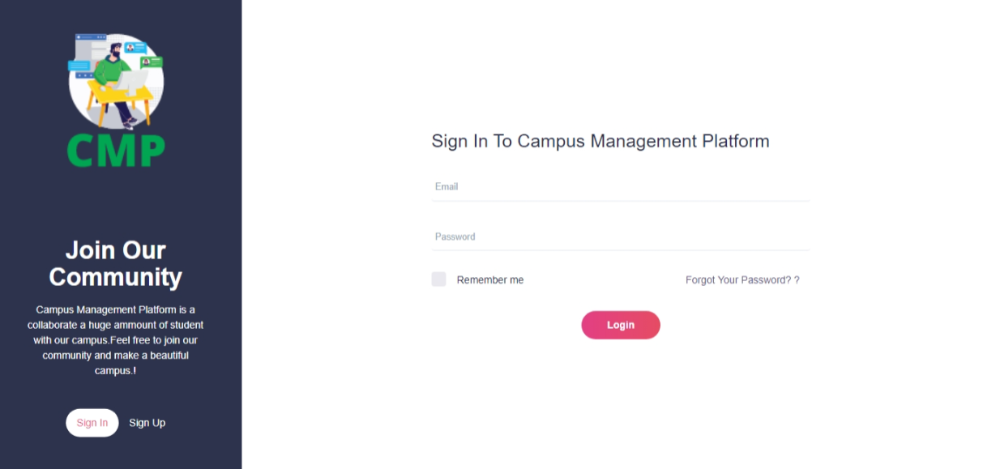 CMP
Join Our
Community
Campus Management Platform is a
collaborate a huge ammount of student
with our campus.Feel free to join our
community and make a beautiful
campus.!
Sign In
Sign Up
Sign In To Campus Management Platform
Email
Password
Remember me
Forgot Your Password? ?
Login